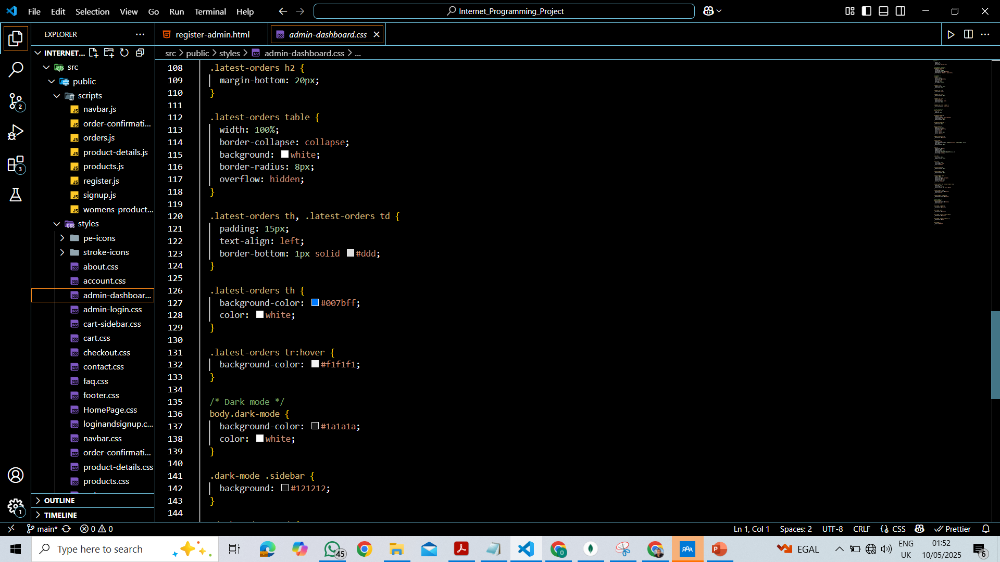 File Edit Selection View Go Run Terminal Help
Internet_Programming_Project
EXPLORER
register-admin.html
admin-dashboard.css
INTERNET...
src > public > styles > admin-dashboard.css > ...
src
public
scripts
navbar.js
order-confirmati...
orders.js
product-details.js
products.js
register.js
signup.js
womens-product...
styles
pe-icons
stroke-icons
about.css
account.css
admin-dashboar...
admin-login.css
cart-sidebar.css
cart.css
checkout.css
contact.css
faq.css
footer.css
HomePage.css
loginandsignup.c...
navbar.css
order-confirmati...
product-details.css
products.css
OUTLINE
TIMELINE
2
3
1
108 .latest-orders h2 {
109 margin-bottom: 20px;
110 }
111
112 .latest-orders table {
113 width: 100%;
114 border-collapse: collapse;
115 background: white;
116 border-radius: 8px;
117 overflow: hidden;
118 }
119
120 .latest-orders th, .latest-orders td {
121 padding: 15px;
122 text-align: left;
123 border-bottom: 1px solid #ddd;
124 }
125
126 .latest-orders th {
127 background-color: #007bff;
128 color: white;
129 }
130
131 .latest-orders tr:hover {
132 background-color: #f1f1f1;
133 }
134
135 /* Dark mode */
136 body.dark-mode {
137 background-color: #1a1a1a;
138 color: white;
139 }
140
141 .dark-mode .sidebar {
142 background: #121212;
143 }
144
main* 0 0
Ln 1, Col 1 Spaces: 2 UTF-8 CRLF CSS Prettier
Type here to search
45
EGAL
ENG
UK
01:52
10/05/2025
6